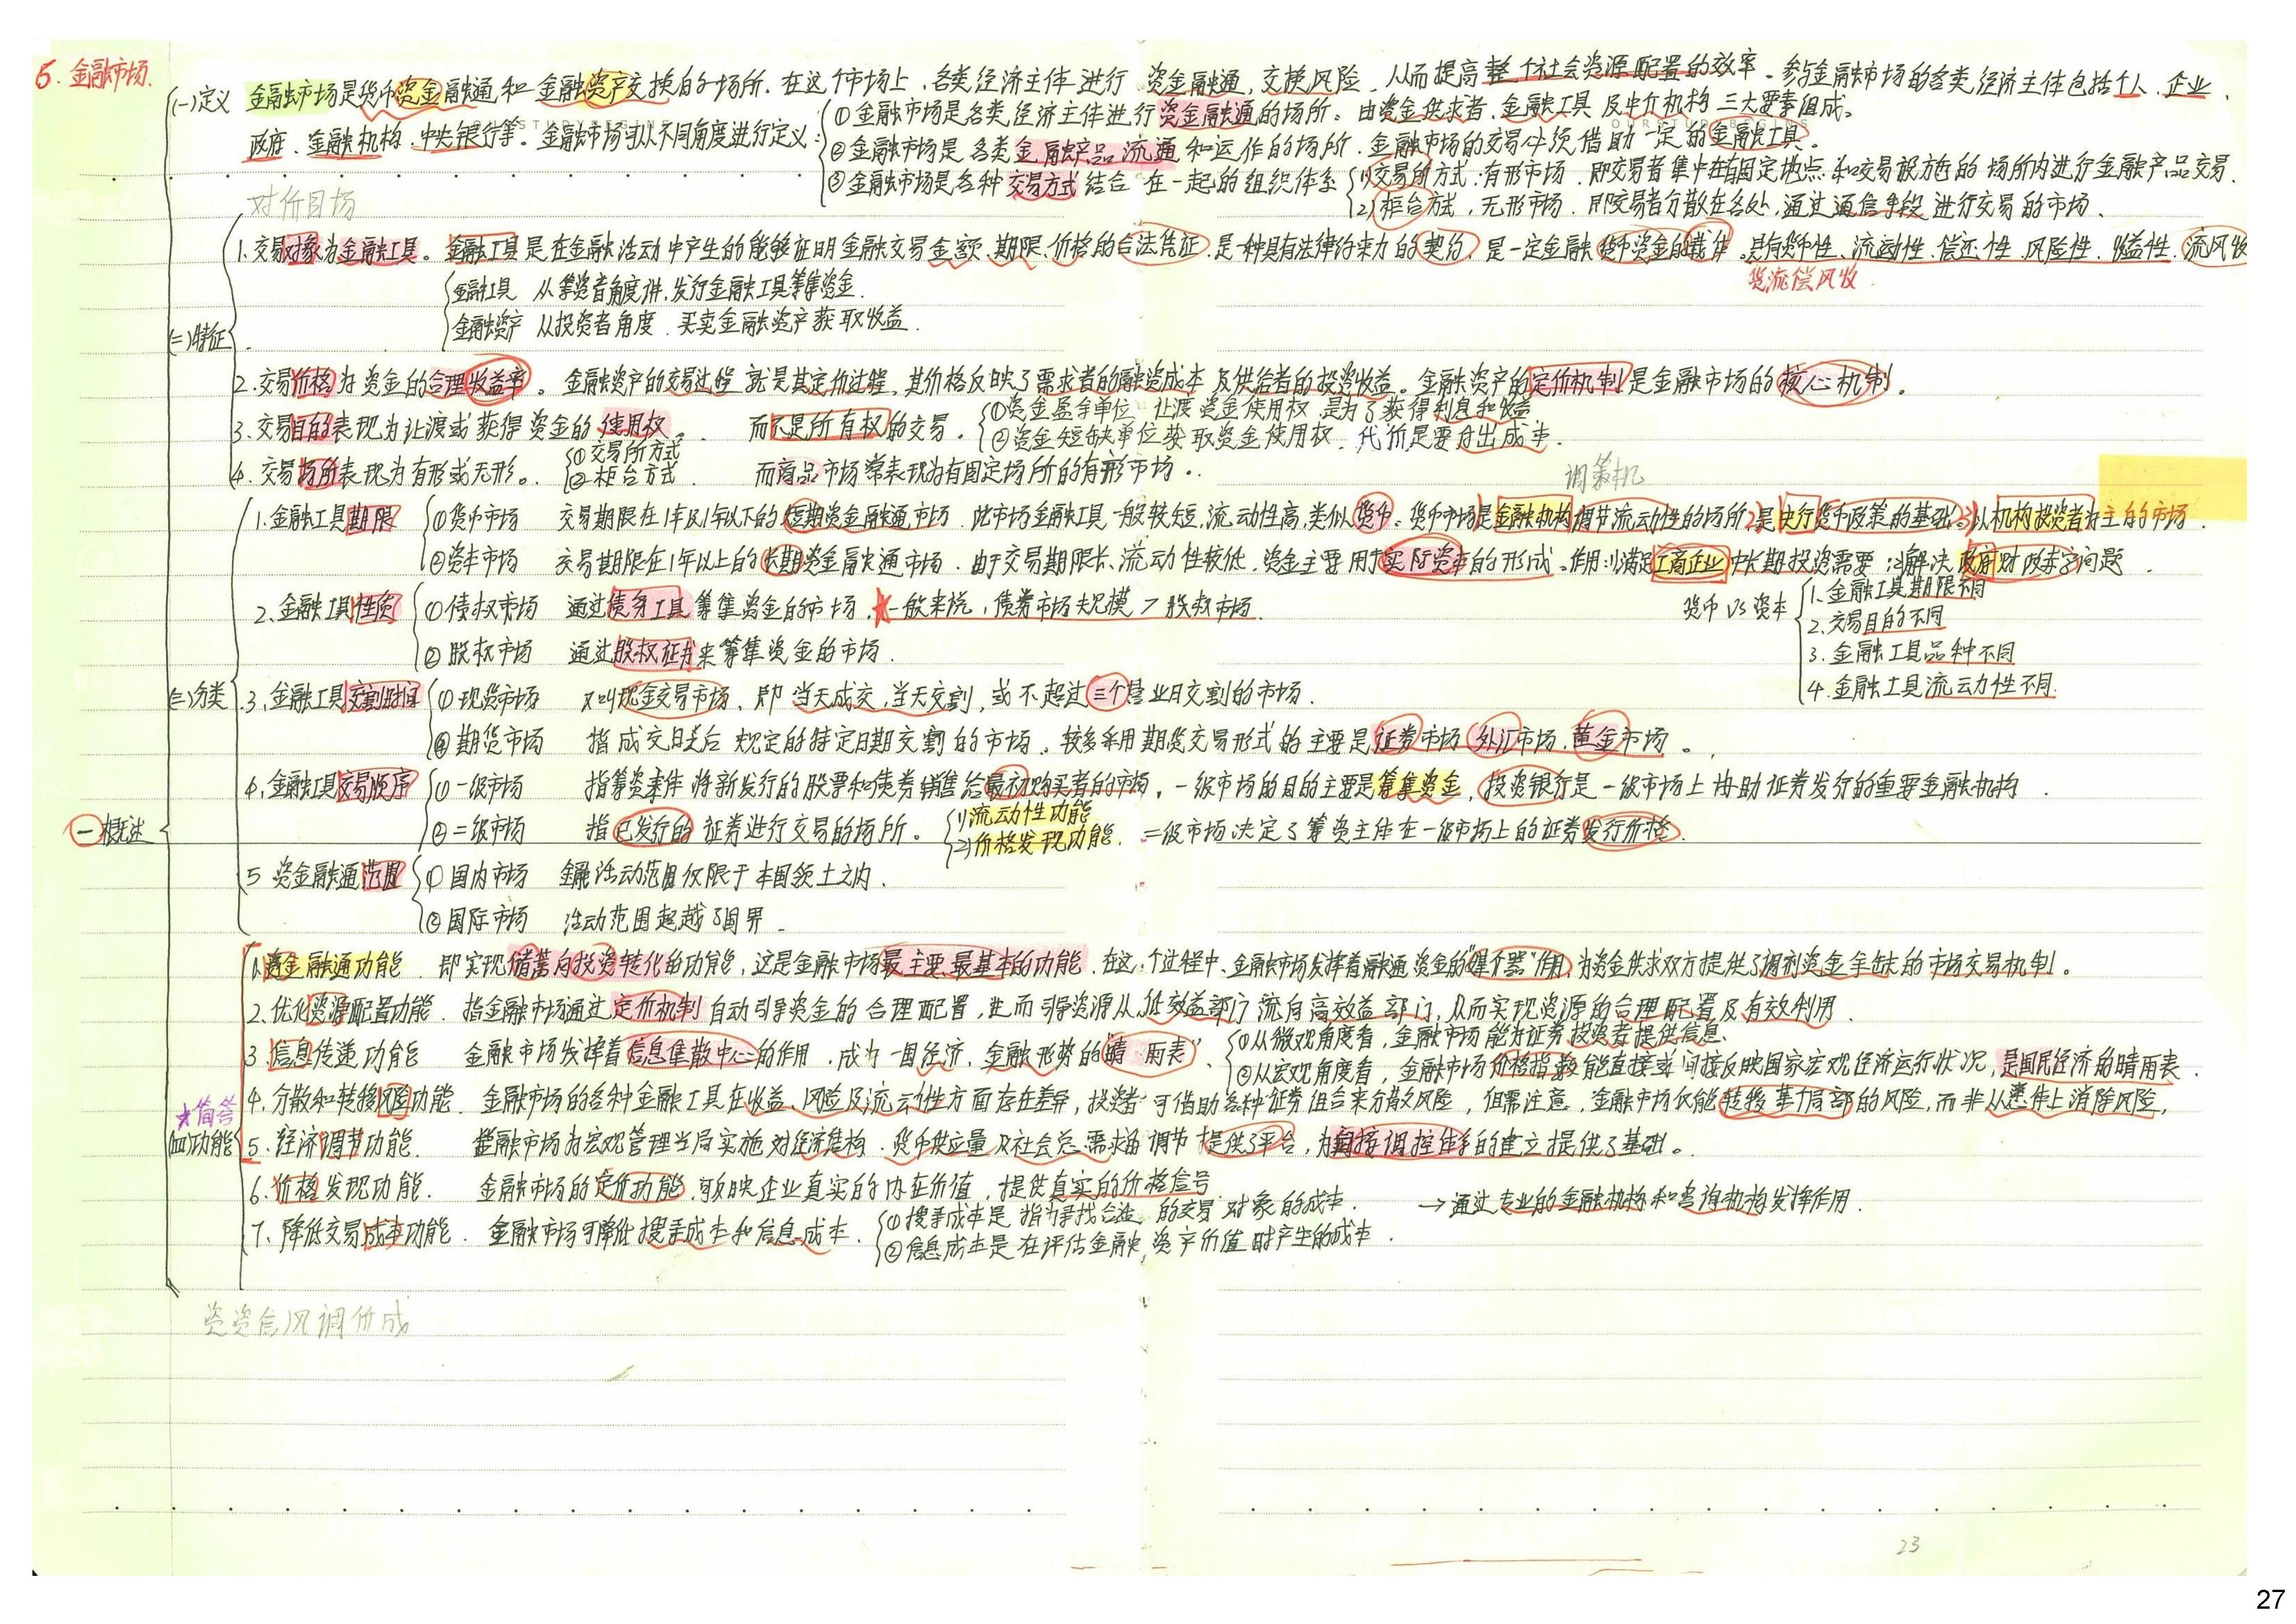 6. 金融市场.
(一)定义 金融市场是货币资金融通和金融资产交换的场所. 在这个市场上, 各类经济主体进行 资金融通, 交换风险, 从而提高整个社会资源配置的效率. 参与金融市场的各类经济主体包括个人、企业、
政府、金融机构、中央银行等。金融市场可以从不同角度进行定义:
①金融市场是各类经济主体进行资金融通的场所。由资金供求者、金融工具及中介机构三大要素组成。
②金融市场是各类金融产品流通和运作的场所. 金融市场的交易必须借助一定的金融工具。
③金融市场是各种交易方式结合在一起的组织体系
(1)交易所方式:有形市场. 即交易者集中在有固定地点和交易设施的场所内进行金融产品交易.
(2)柜台方式, 无形市场. 即交易者分散在各处, 通过通信手段进行交易的市场.
对价目场
(二)特征
1.交易对象为金融工具。金融工具是在金融活动中产生的能够证明金融交易金额、期限、价格的合法凭证, 是一种具有法律约束力的契约, 是一定金融货币资金的载体。具有货币性、流动性、偿还性、风险性、收益性. 流风收
货流偿风收.
金融工具 从筹资者角度讲, 发行金融工具筹集资金.
金融资产 从投资者角度. 买卖金融资产获取收益.
2.交易价格为资金的合理收益率。 金融资产的交易过程就是其定价过程, 其价格反映了需求者的融资成本及供给者的投资收益。金融资产的定价机制是金融市场的核心机制。
3.交易目的表现为让渡或获得资金的使用权。 而不是所有权的交易.
①资金盈余单位 让渡资金使用权是为了获得利息和收益
②资金短缺单位获取资金使用权, 代价是要付出成本.
4.交易场所表现为有形或无形。
①交易所方式
②柜台方式.
而商品市场常表现为有固定场所的有形市场.
调策机
(三)分类
1.金融工具期限
①货币市场 交易期限在1年及1年以下的短期资金融通市场. 此市场金融工具一般较短, 流动性高, 类似货币。货币市场1)是金融机构调节流动性的场所2)是央行货币政策的基础 3)以机构投资者为主的市场.
②资本市场 交易期限在1年以上的长期资金融通市场. 由于交易期限长、流动性较低, 资金主要用于实际资本的形成。作用:(1)满足工商企业中长期投资需要 (2)解决政府财政赤字问题.
货币 VS 资本
1.金融工具期限不同
2.交易目的不同
3.金融工具品种不同
4.金融工具流动性不同.
2、金融工具性质
①债权市场 通过债务工具筹集资金的市场. ★一般来说, 债券市场规模 > 股权市场.
②股权市场 通过股权证书来筹集资金的市场.
3.金融工具交割时间
①现货市场 又叫现金交易市场、即当天成交, 当天交割, 或不超过三个营业日交割的市场.
②期货市场 指成交日是后规定的特定日期交割的市场。较多采用期货交易形式的主要是证券市场 外汇市场. 黄金市场。
4.金融工具交易顺序
①一级市场 指筹资主体将新发行的股票和债券销售给最初购买者的市场. 一级市场的目的主要是筹集资金, 投资银行是一级市场上协助证券发行的重要金融机构.
②二级市场 指已发行的证券进行交易的场所。
(1)流动性功能
(2)价格发现功能.
二级市场决定了筹资主体在一级市场上的证券发行价格.
㊀概述
5 资金融通范围
①国内市场 金融活动范围仅限于本国领土之内.
②国际市场 活动范围超越了国界.
★简答
(四)功能
1.资金融通功能. 即实现储蓄向投资转化的功能, 这是金融市场最主要、最基本的功能. 在这个过程中、金融市场发挥着融通资金的“媒介器”作用, 为资金供求双方提供了调剂资金余缺的市场交易机制。
2.优化资源配置功能. 指金融市场通过定价机制自动引导资金的合理配置, 进而引导资源从低效益部门流向高效益部门, 从而实现资源的合理配置及有效利用.
3.信息传递功能 金融市场发挥着信息集散中心的作用. 成为一国经济、金融形势的“晴雨表”、
①从微观角度看, 金融市场能为证券投资者提供信息.
②从宏观角度看, 金融市场价格指数能直接或间接反映国家宏观经济运行状况, 是国民经济的晴雨表.
4.分散和转移风险功能. 金融市场的各种金融工具在收益、风险及流动性方面存在差异, 投资者可借助各种证券组合来分散风险, 但需注意, 金融市场仅能转移某个局部的风险, 而非从整体上消除风险,
5.经济调节功能. 金融市场为宏观管理当局实施对经济结构、货币供应量及社会总需求的调节提供了平台, 为间接调控体系的建立提供了基础。
6.价格发现功能. 金融市场的定价功能, 可反映企业真实的内在价值, 提供真实的价格信号.
7、降低交易成本功能. 金融市场可降低搜寻成本和信息成本.
①搜寻成本是指为寻找合适的交易对象的成本.
②信息成本是在评估金融资产价值时产生的成本.
→通过专业的金融机构和咨询机构发挥作用.
资资信风调价成
23
27